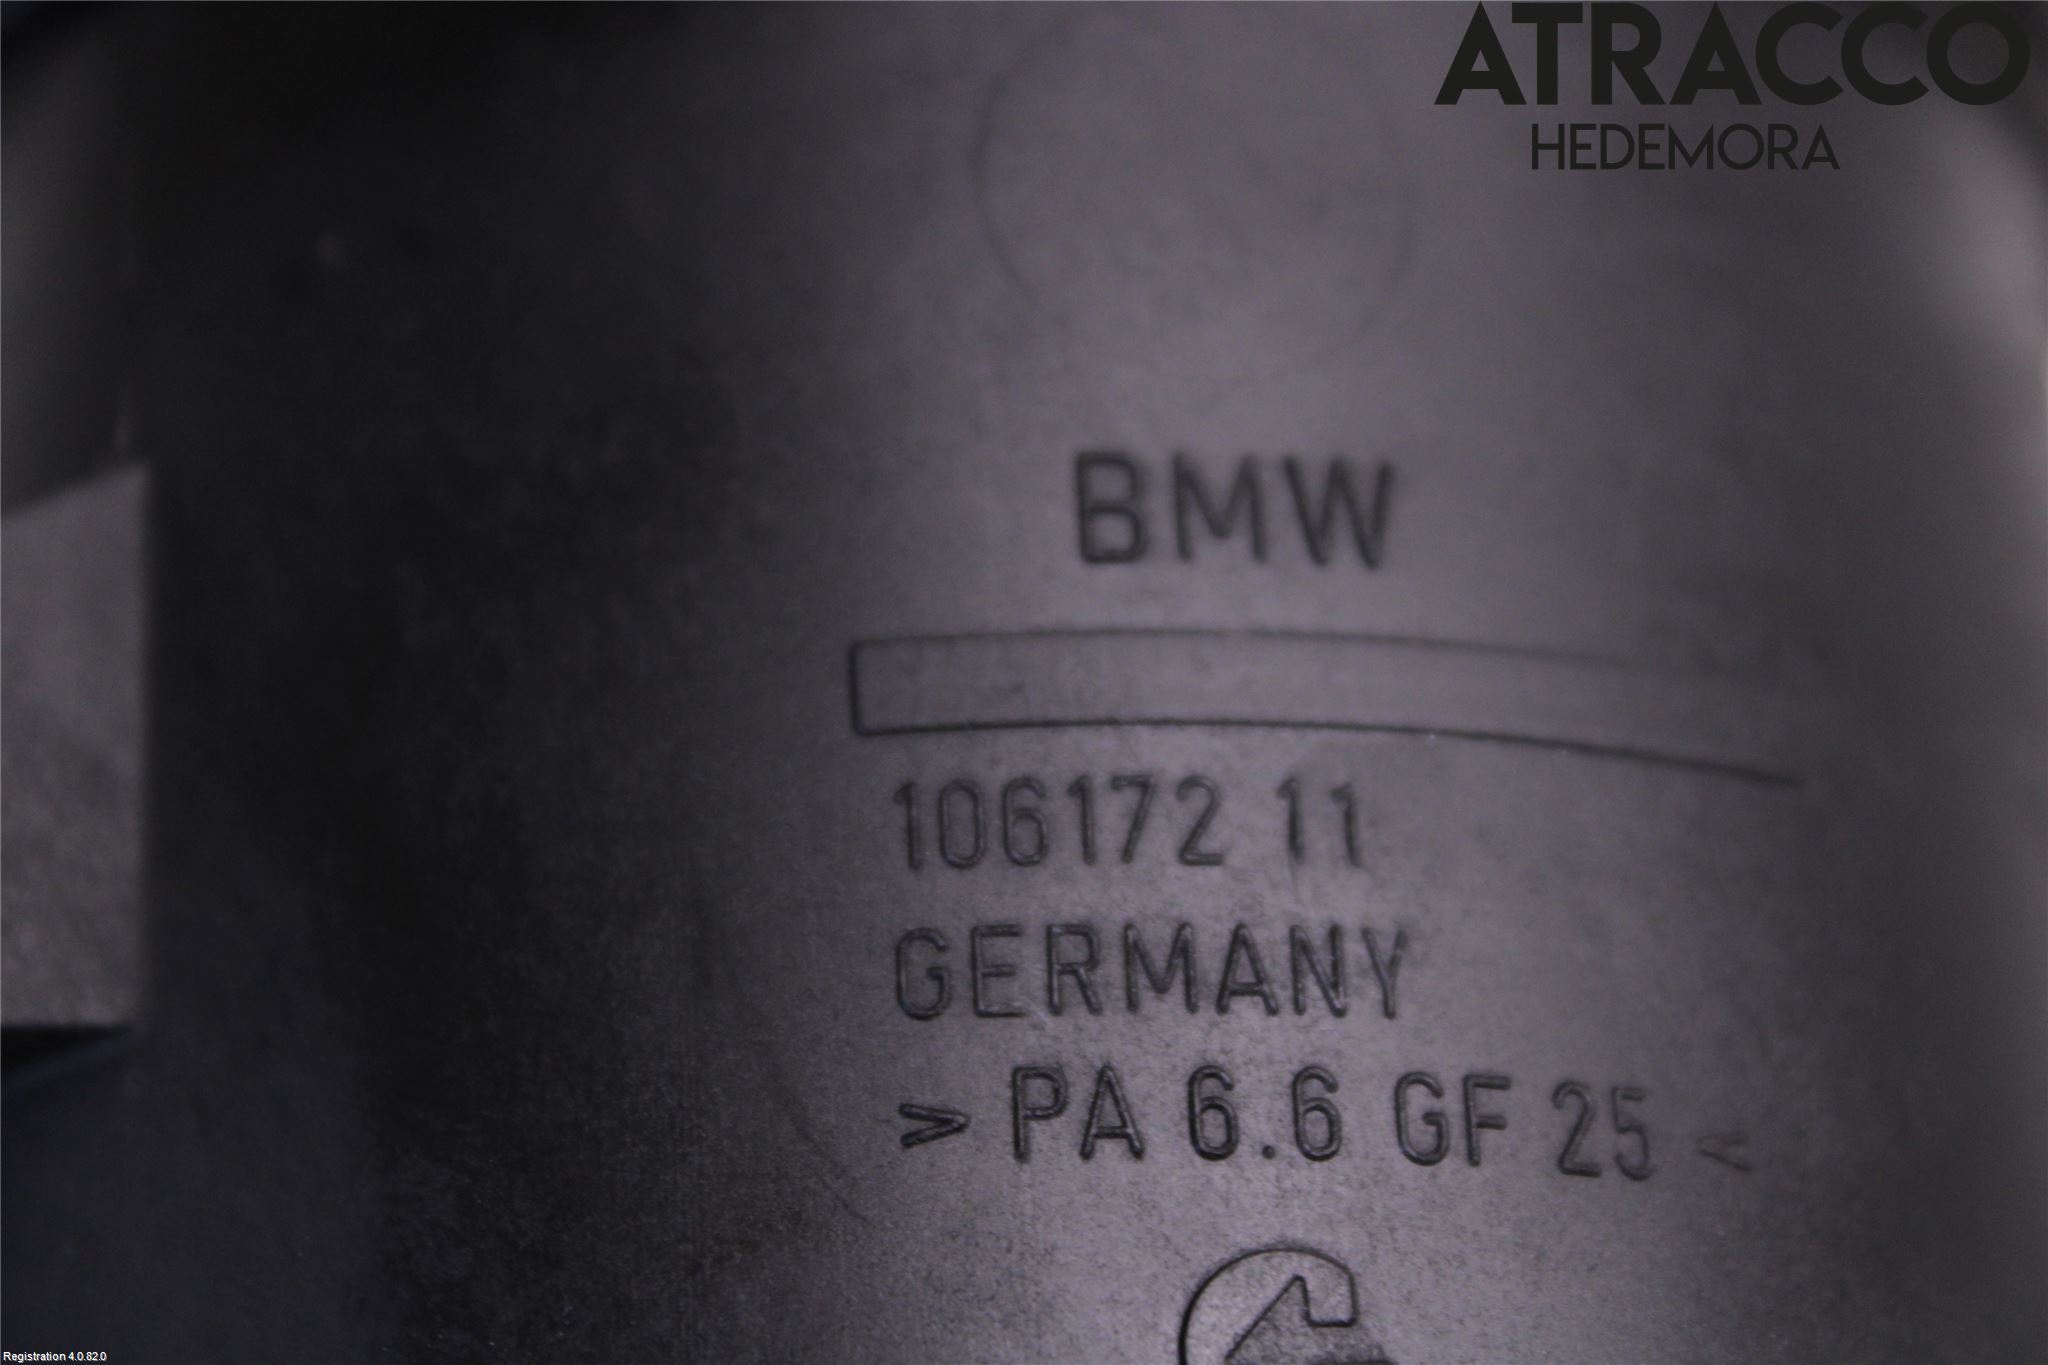 ATRACCO
HEDEMORA
BMW
106172 11
GERMANY
> PA 6.6 GF 25 <
Registration 4.0.82.0